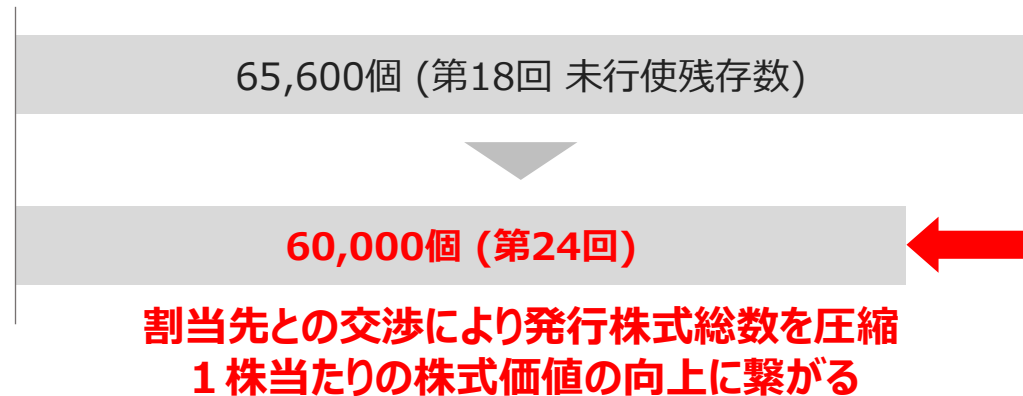 65,600個 (第18回 未行使残存数)
60,000個 (第24回)
割当先との交渉により発行株式総数を圧縮
１株当たりの株式価値の向上に繋がる